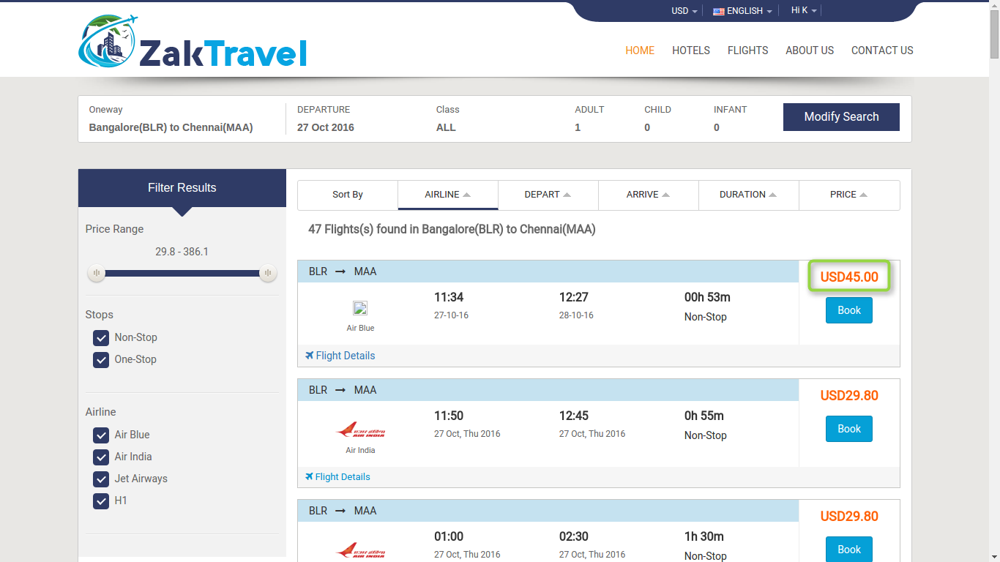 USD ENGLISH Hi K
ZakTravel
HOME HOTELS FLIGHTS ABOUT US CONTACT US
Oneway DEPARTURE Class ADULT CHILD INFANT
Bangalore(BLR) to Chennai(MAA) 27 Oct 2016 ALL 1 0 0
Modify Search
Filter Results
Price Range
29.8 - 386.1
Stops
Non-Stop
One-Stop
Airline
Air Blue
Air India
Jet Airways
H1
Sort By AIRLINE DEPART ARRIVE DURATION PRICE
47 Flights(s) found in Bangalore(BLR) to Chennai(MAA)
BLR MAA
USD45.00
11:34 12:27 00h 53m
27-10-16 28-10-16 Non-Stop
Air Blue
Book
Flight Details
BLR MAA
USD29.80
11:50 12:45 0h 55m
27 Oct, Thu 2016 27 Oct, Thu 2016 Non-Stop
AIR INDIA
Air India
Book
Flight Details
BLR MAA
USD29.80
01:00 02:30 1h 30m
27 Oct, Thu 2016 27 Oct, Thu 2016 Non-Stop
AIR INDIA
Book